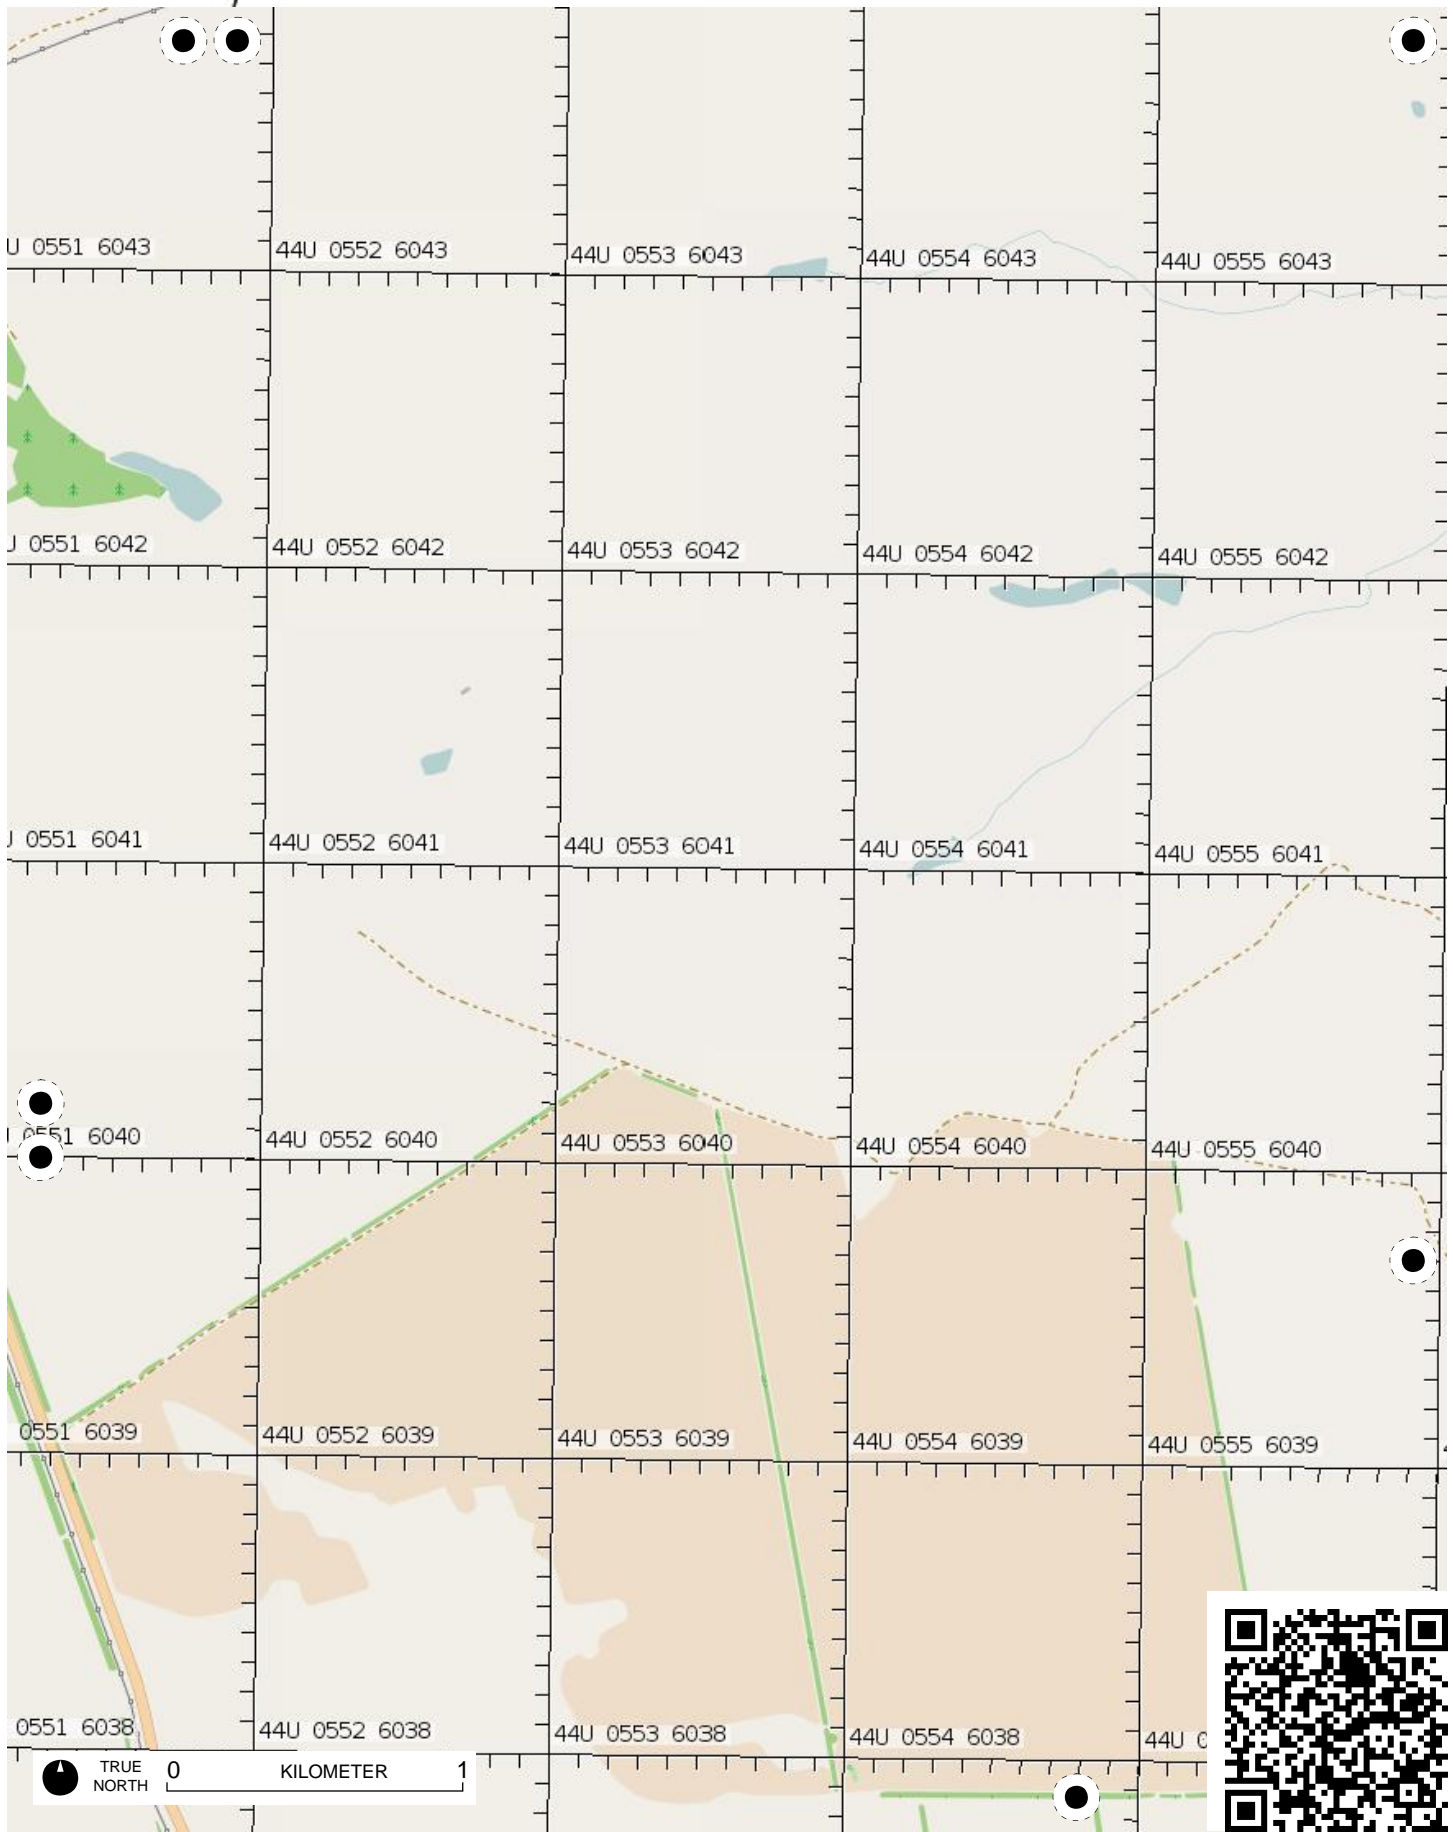 U 0551 6043 44U 0552 6043 44U 0553 6043 44U 0554 6043 44U 0555 6043
0551 6042 44U 0552 6042 44U 0553 6042 44U 0554 6042 44U 0555 6042
0551 6041 44U 0552 6041 44U 0553 6041 44U 0554 6041 44U 0555 6041
0551 6040 44U 0552 6040 44U 0553 6040 44U 0554 6040 44U 0555 6040
0551 6039 44U 0552 6039 44U 0553 6039 44U 0554 6039 44U 0555 6039
0551 6038 44U 0552 6038 44U 0553 6038 44U 0554 6038 44U 0
TRUE NORTH
0 KILOMETER 1